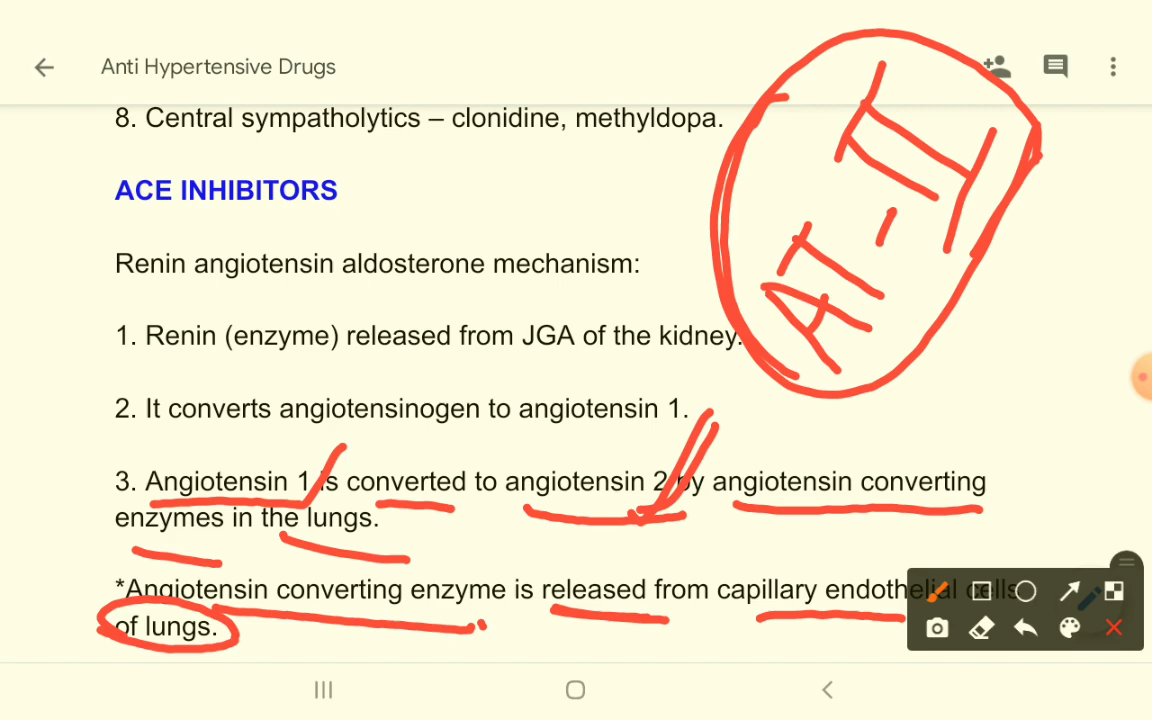 Anti Hypertensive Drugs
8. Central sympatholytics – clonidine, methyldopa.
ACE INHIBITORS
AT-II
Renin angiotensin aldosterone mechanism:
1. Renin (enzyme) released from JGA of the kidney.
2. It converts angiotensinogen to angiotensin 1.
3. Angiotensin 1 is converted to angiotensin 2 by angiotensin converting
enzymes in the lungs.
*Angiotensin converting enzyme is released from capillary endothelial cells
of lungs.